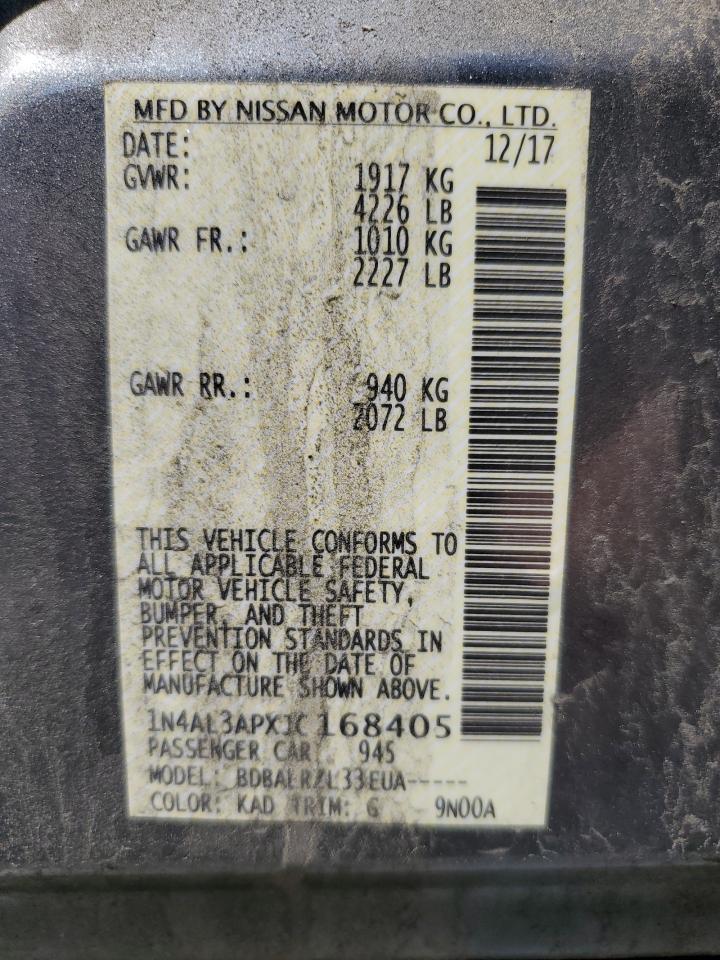 MFD BY NISSAN MOTOR CO., LTD.
DATE: 12/17
GVWR: 1917 KG
4226 LB
GAWR FR.: 1010 KG
2227 LB
GAWR RR.: 940 KG
2072 LB
THIS VEHICLE CONFORMS TO
ALL APPLICABLE FEDERAL
MOTOR VEHICLE SAFETY,
BUMPER, AND THEFT
PREVENTION STANDARDS IN
EFFECT ON THE DATE OF
MANUFACTURE SHOWN ABOVE.
1N4AL3APXJC 168405
PASSENGER CAR 945
MODEL: BDBALRZL33EUA-----
COLOR: KAD TRIM: G 9N00A